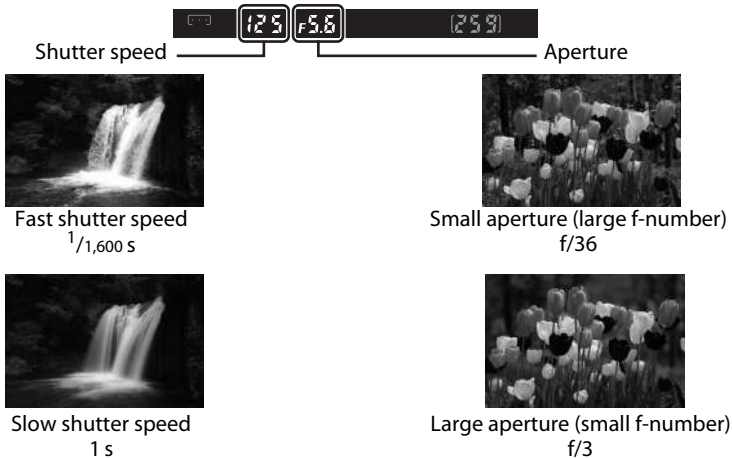 125 F5.6 [259]
Shutter speed Aperture
Fast shutter speed
1/1,600 s
Small aperture (large f-number)
f/36
Slow shutter speed
1 s
Large aperture (small f-number)
f/3